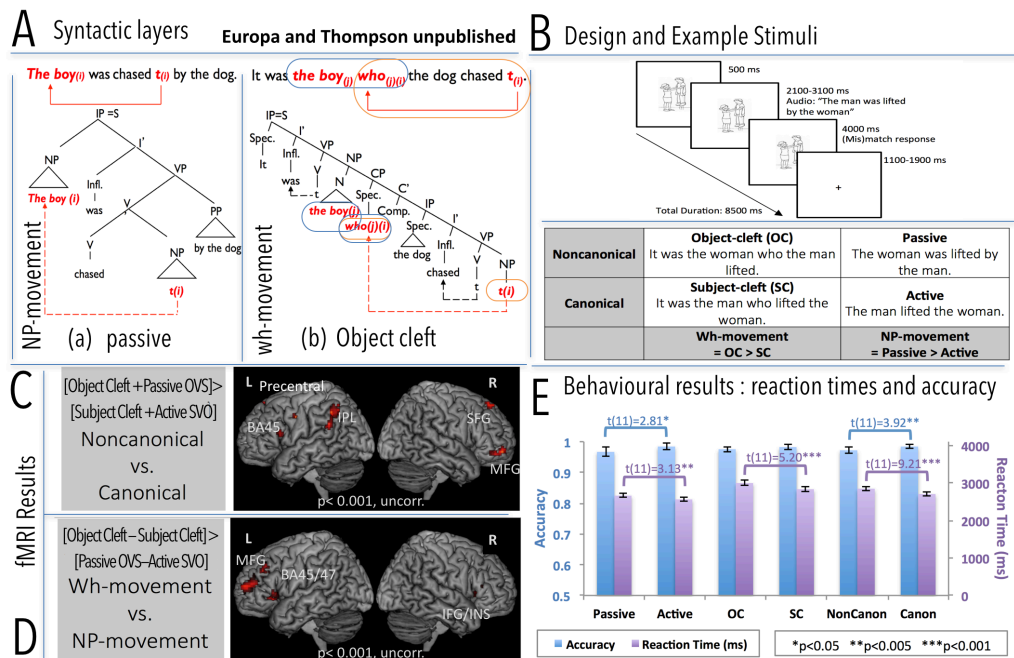 A Syntactic layers
Europa and Thompson unpublished
The boy(i) was chased t(i) by the dog.
It was the boy(j) who(j)(i) the dog chased t(i).
NP-movement
IP =S
NP
I'
The boy (i)
Infl.
VP
was
V
PP
V
NP
by the dog
chased
t(i)
(a) passive
wh-movement
IP=S
Spec.
I'
It
Infl.
VP
was
V
NP
t
N
CP
the boy(j)
Spec.
C'
who(j)(i)
Comp.
IP
Spec.
I'
the dog
Infl.
VP
chased
V
NP
t
t(i)
(b) Object cleft
B Design and Example Stimuli
500 ms
2100-3100 ms
Audio: "The man was lifted
by the woman"
4000 ms
(Mis)match response
1100-1900 ms
+
Total Duration: 8500 ms
Noncanonical
Object-cleft (OC)
It was the woman who the man
lifted.
Passive
The woman was lifted by
the man.
Canonical
Subject-cleft (SC)
It was the man who lifted the
woman.
Active
The man lifted the woman.
Wh-movement
= OC > SC
NP-movement
= Passive > Active
C
fMRI Results
[Object Cleft +Passive OVS]>
[Subject Cleft +Active SVO]
Noncanonical
vs.
Canonical
L
R
Precentral
BA45
IPL
SFG
MFG
p< 0.001, uncorr.
D
[Object Cleft – Subject Cleft]>
[Passive OVS–Active SVO]
Wh-movement
vs.
NP-movement
L
R
MFG
BA45/47
IFG/INS
p< 0.001, uncorr.
E Behavioural results : reaction times and accuracy
t(11)=2.81*
t(11)=3.92**
t(11)=3.13**
t(11)=5.20***
t(11)=9.21***
Accuracy
1
0.9
0.8
0.7
0.6
0.5
Reacton Time (ms)
4000
3000
2000
1000
0
Passive Active OC SC NonCanon Canon
Accuracy Reaction Time (ms)
*p<0.05 **p<0.005 ***p<0.001